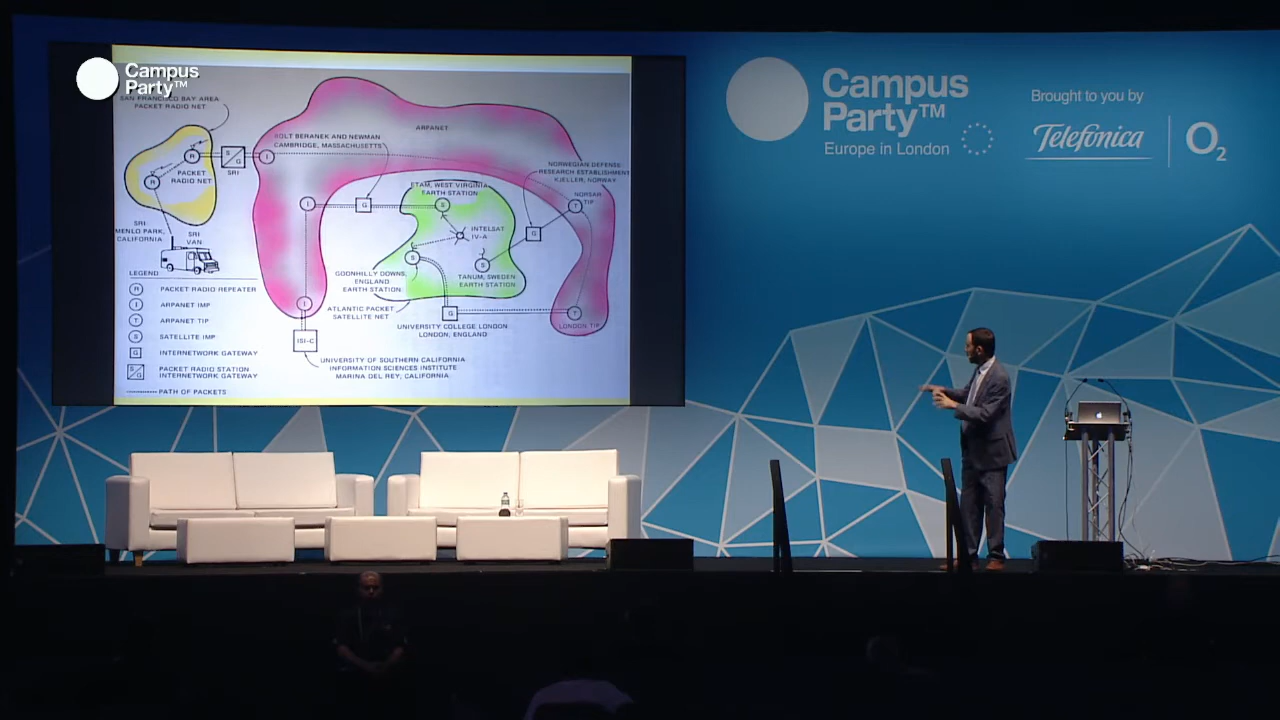 Campus
Party™
SAN FRANCISCO BAY AREA
PACKET RADIO NET
R
R
PACKET
RADIO NET
S
G
SRI
I
BOLT BERANEK AND NEWMAN
CAMBRIDGE, MASSACHUSETTS
ARPANET
NORWEGIAN DEFENSE
RESEARCH ESTABLISHMENT
KJELLER, NORWAY
I
G
ETAM, WEST VIRGINIA
EARTH STATION
S
NORSAR
TIP
T
SRI
MENLO PARK,
CALIFORNIA
SRI
VAN
INTELSAT
IV-A
G
S
S
GOONHILLY DOWNS,
ENGLAND
EARTH STATION
TANUM, SWEDEN
EARTH STATION
ATLANTIC PACKET
SATELLITE NET
G
T
LONDON TIP
UNIVERSITY COLLEGE LONDON
LONDON, ENGLAND
I
ISI-C
UNIVERSITY OF SOUTHERN CALIFORNIA
INFORMATION SCIENCES INSTITUTE
MARINA DEL REY, CALIFORNIA
LEGEND
R PACKET RADIO REPEATER
I ARPANET IMP
T ARPANET TIP
S SATELLITE IMP
G INTERNETWORK GATEWAY
S
G
PACKET RADIO STATION
INTERNETWORK GATEWAY
PATH OF PACKETS
Campus
Party™
Europe in London
Brought to you by
Telefónica
O2